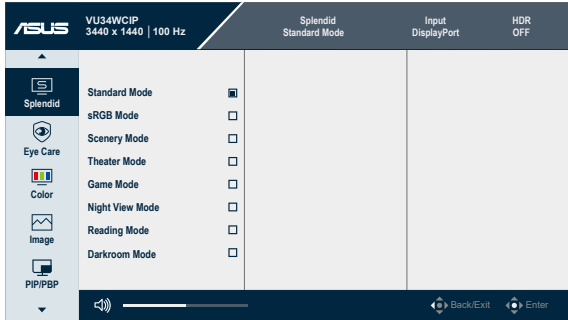 ASUS
VU34WCIP
3440 x 1440 | 100 Hz
Splendid
Standard Mode
Input
DisplayPort
HDR
OFF
Splendid
Eye Care
Color
Image
PIP/PBP
Standard Mode
sRGB Mode
Scenery Mode
Theater Mode
Game Mode
Night View Mode
Reading Mode
Darkroom Mode
Back/Exit
Enter